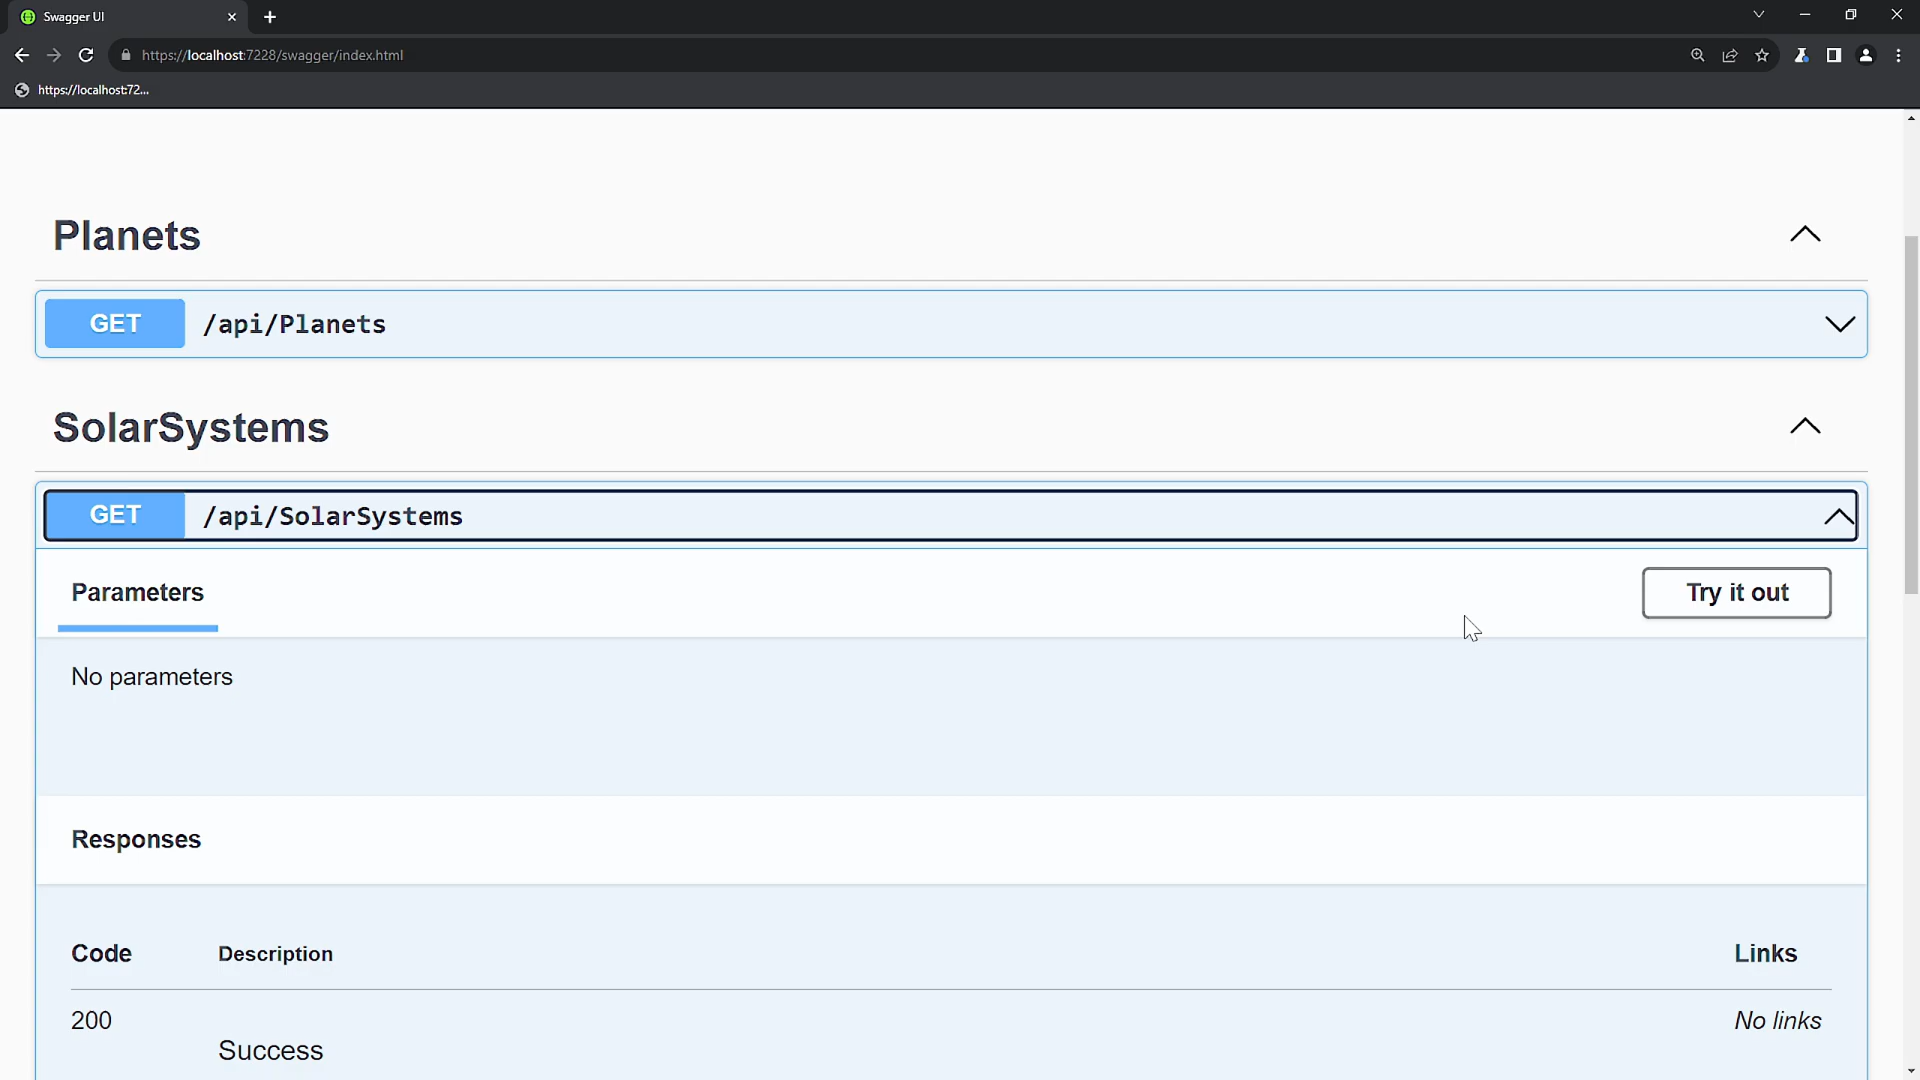 Swagger UI
https://localhost:7228/swagger/index.html
https://localhost:72...
Planets
GET /api/Planets
SolarSystems
GET /api/SolarSystems
Parameters Try it out
No parameters
Responses
Code Description Links
200 No links
Success